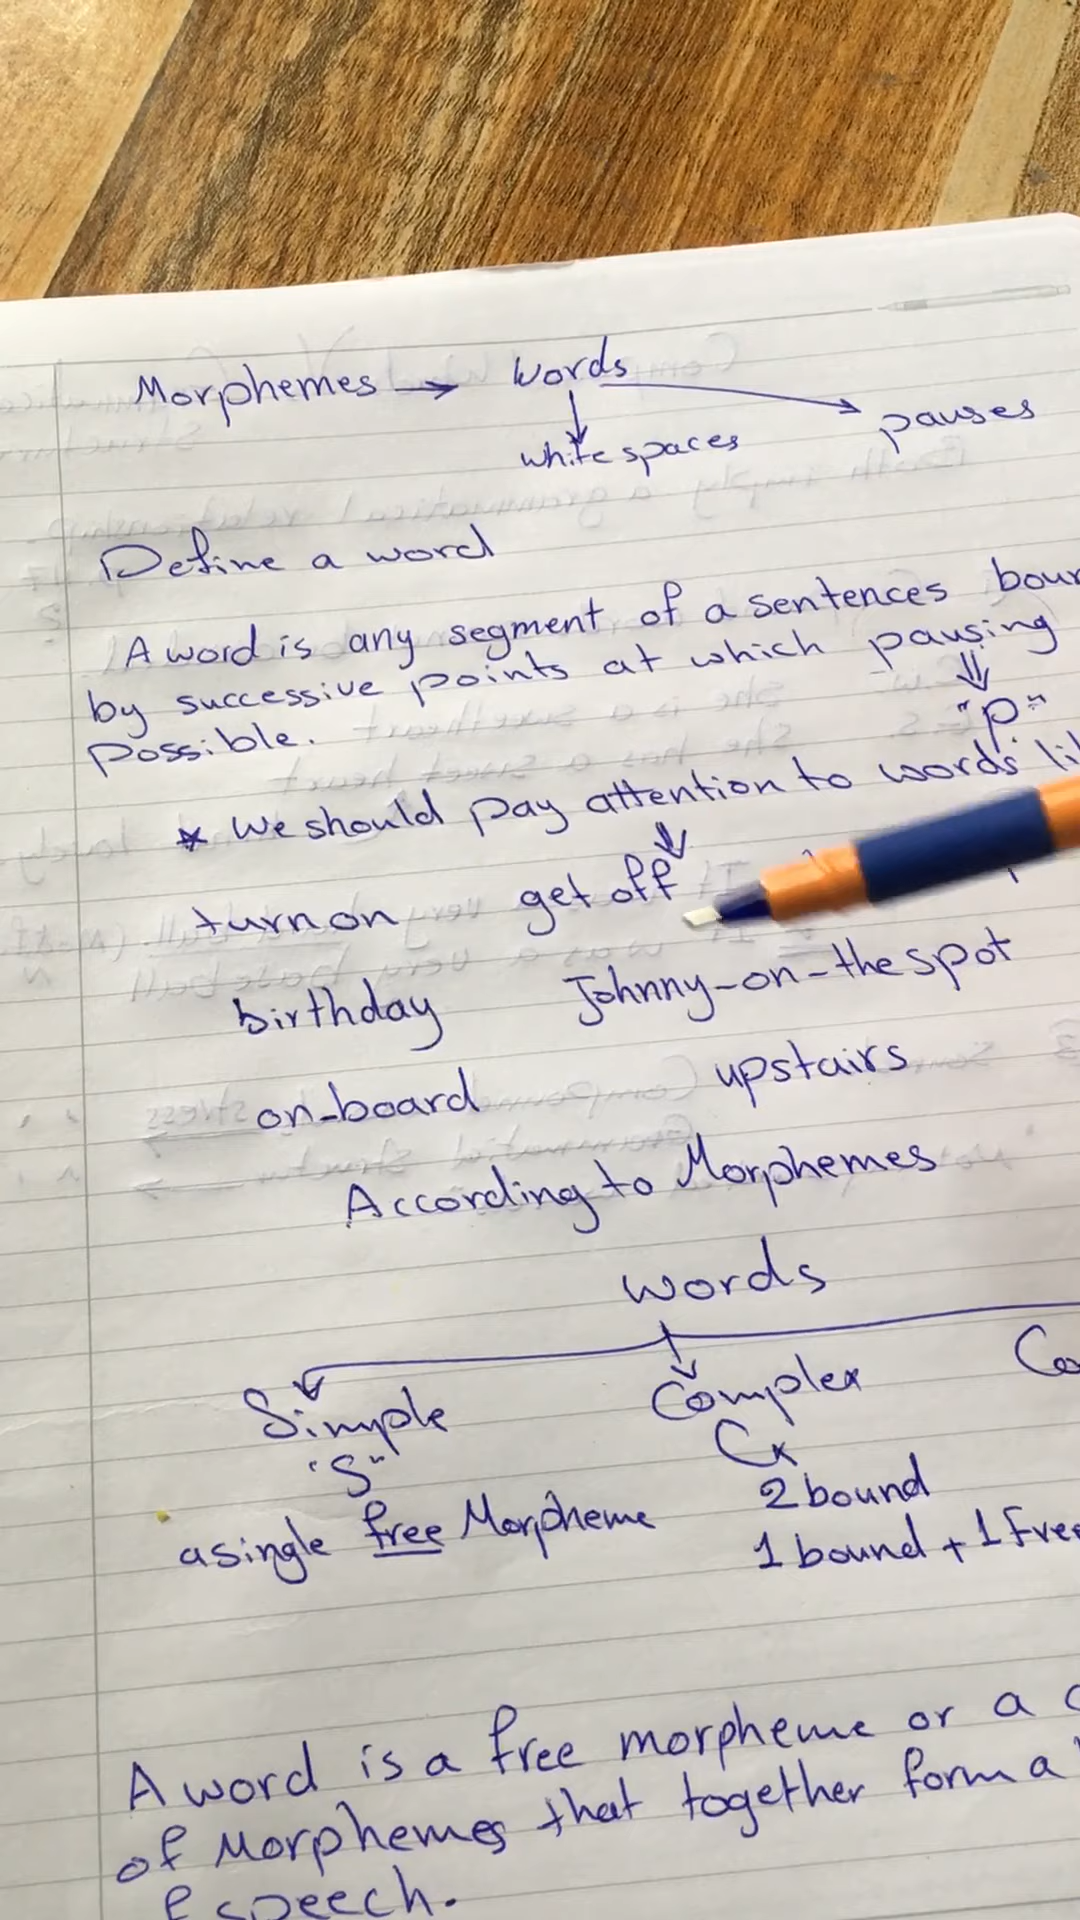 Morphemes → words
white spaces
pauses
Define a word
A word is any segment of a sentences
by successive points at which pausing
possible.
"P"
* We should pay attention to words
turn on get off
birthday Johnny-on-the spot
on-board upstairs
According to Morphemes
words
Simple Complex
"S" Cx
a single free Morpheme
2 bound
1 bound + 1 Free
A word is a free morpheme or a
of Morphemes that together form a
speech.